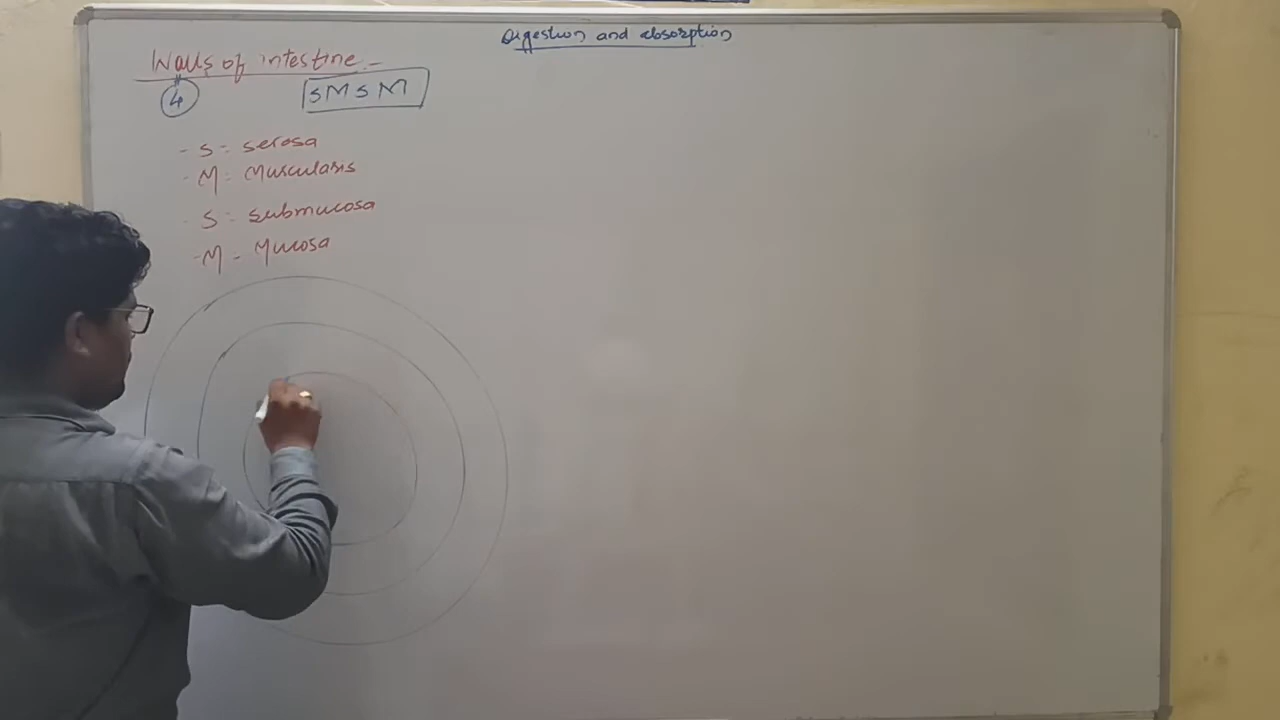 Digestion and absorption
Walls of intestine :-
4
SMSM
- S = Serosa
- M = Muscularis
- S = Submucosa
- M = Mucosa